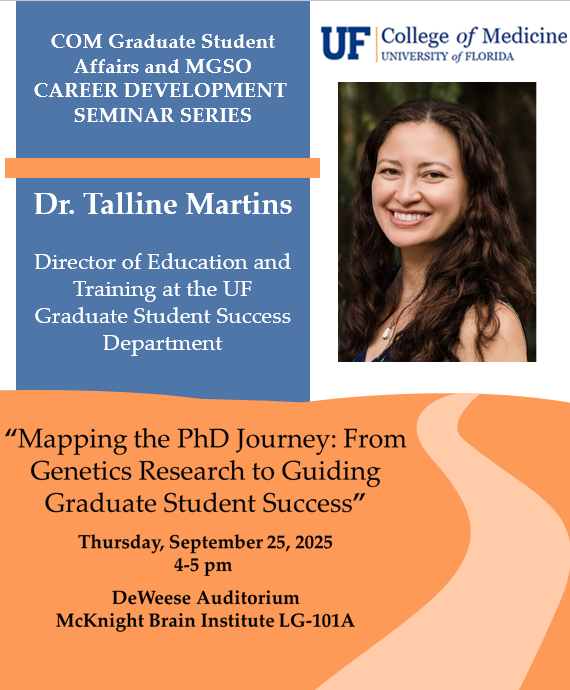 COM Graduate Student
Affairs and MGSO
CAREER DEVELOPMENT
SEMINAR SERIES
UF College of Medicine
UNIVERSITY of FLORIDA
Dr. Talline Martins
Director of Education and
Training at the UF
Graduate Student Success
Department
“Mapping the PhD Journey: From
Genetics Research to Guiding
Graduate Student Success”
Thursday, September 25, 2025
4-5 pm
DeWeese Auditorium
McKnight Brain Institute LG-101A